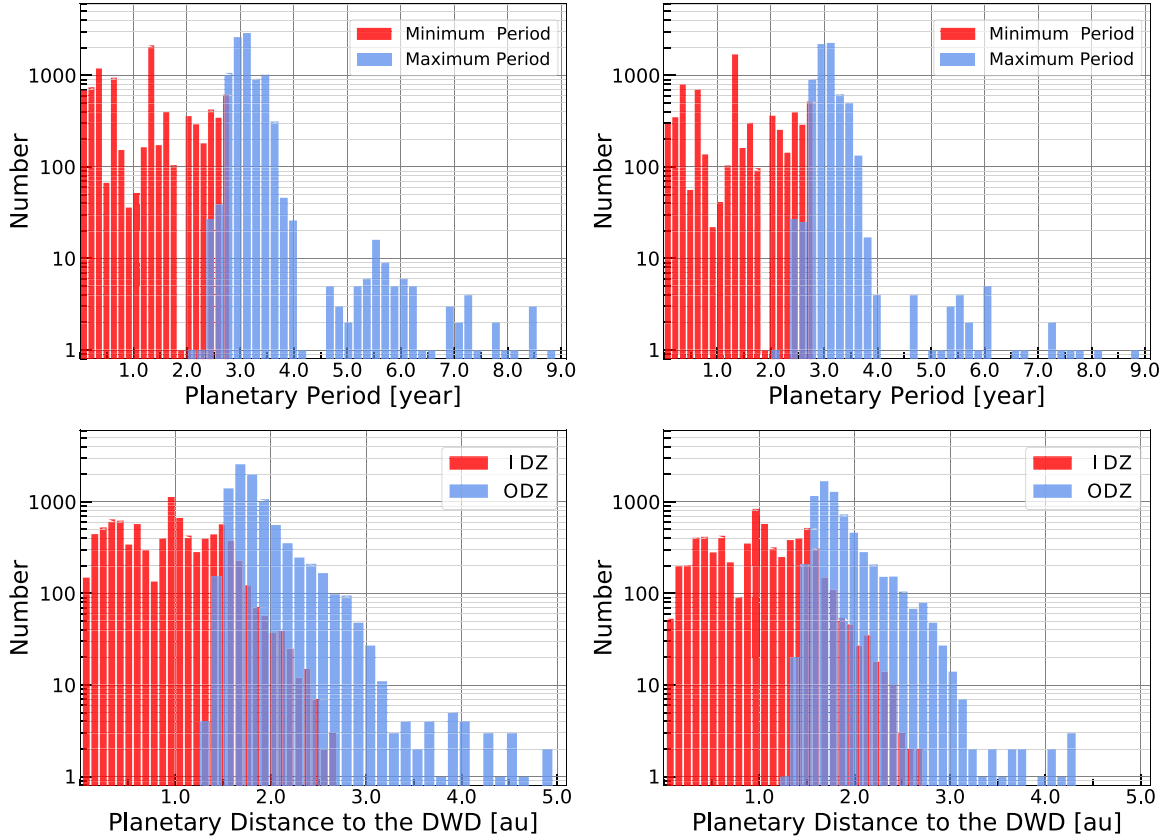 Minimum Period
Maximum Period
Number
1000
100
10
1
1.0 2.0 3.0 4.0 5.0 6.0 7.0 8.0 9.0
Planetary Period [year]
Minimum Period
Maximum Period
Number
1000
100
10
1
1.0 2.0 3.0 4.0 5.0 6.0 7.0 8.0 9.0
Planetary Period [year]
IDZ
ODZ
Number
1000
100
10
1
1.0 2.0 3.0 4.0 5.0
Planetary Distance to the DWD [au]
IDZ
ODZ
Number
1000
100
10
1
1.0 2.0 3.0 4.0 5.0
Planetary Distance to the DWD [au]